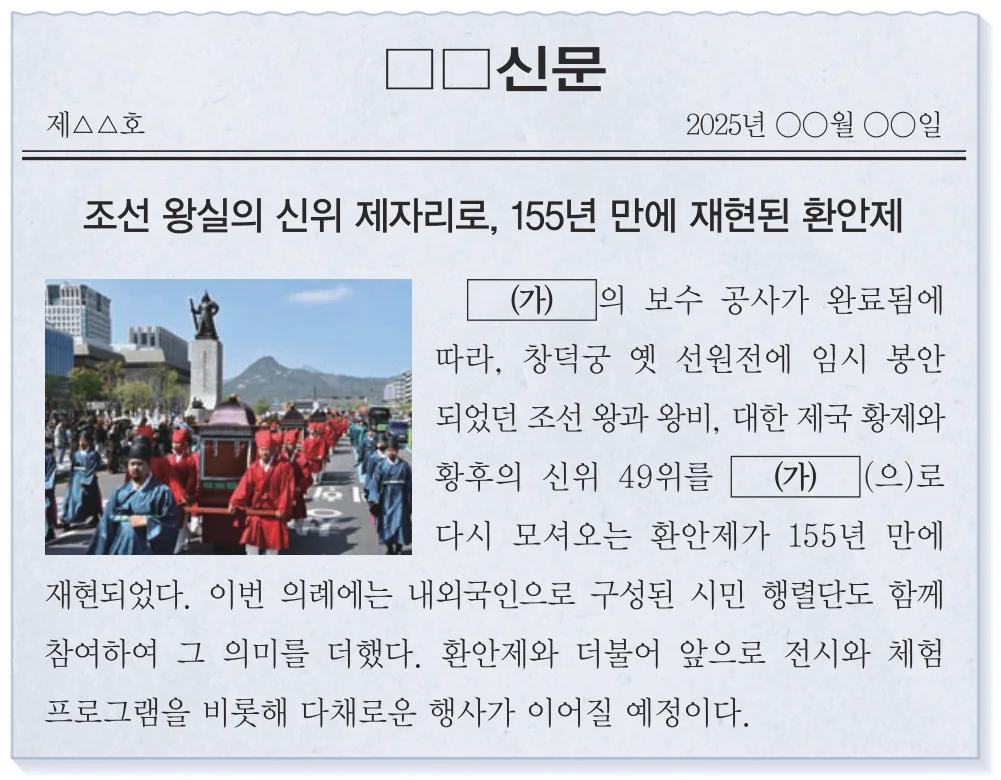 □□신문
제△△호
2025년 ○○월 ○○일
조선 왕실의 신위 제자리로, 155년 만에 재현된 환안제
(가)의 보수 공사가 완료됨에
따라, 창덕궁 옛 선원전에 임시 봉안
되었던 조선 왕과 왕비, 대한 제국 황제와
황후의 신위 49위를 (가)(으)로
다시 모셔오는 환안제가 155년 만에
재현되었다. 이번 의례에는 내외국인으로 구성된 시민 행렬단도 함께
참여하여 그 의미를 더했다. 환안제와 더불어 앞으로 전시와 체험
프로그램을 비롯해 다채로운 행사가 이어질 예정이다.